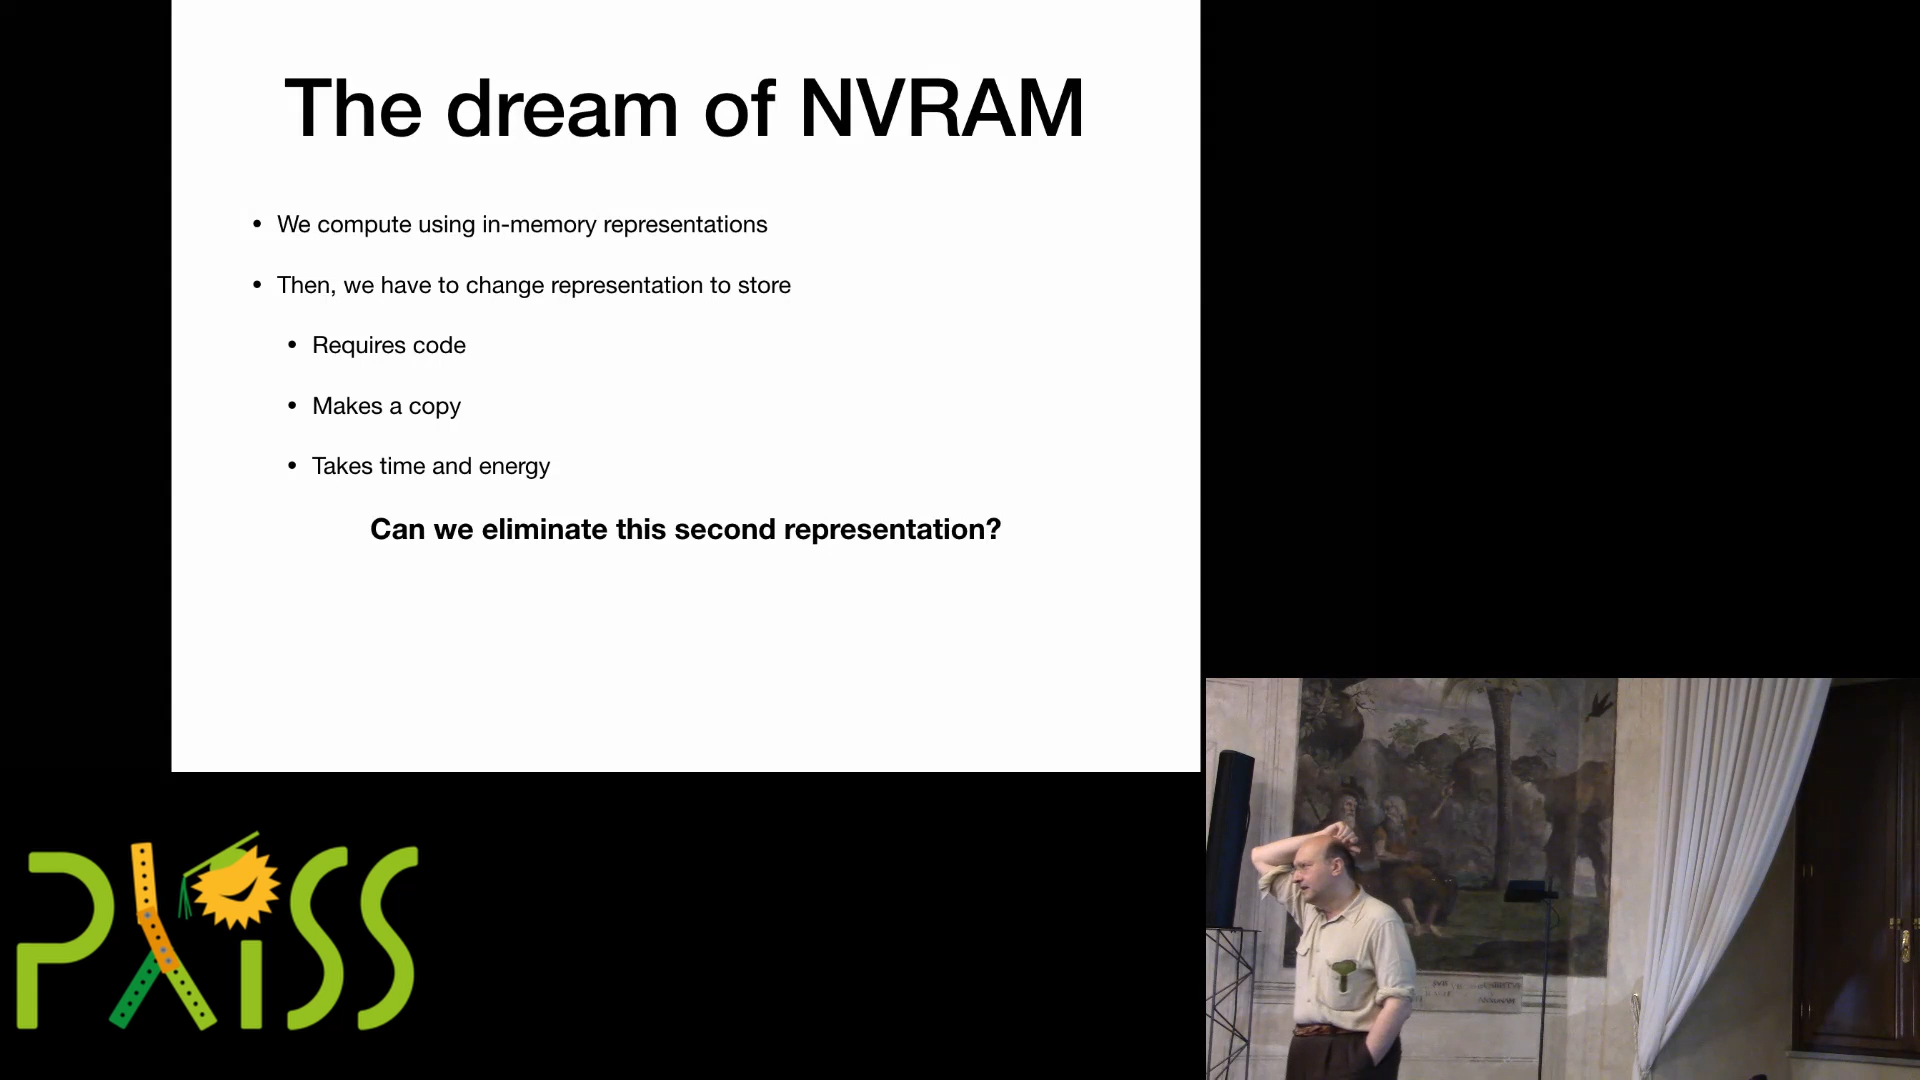 The dream of NVRAM
• We compute using in-memory representations
• Then, we have to change representation to store
• Requires code
• Makes a copy
• Takes time and energy
Can we eliminate this second representation?
PLISS